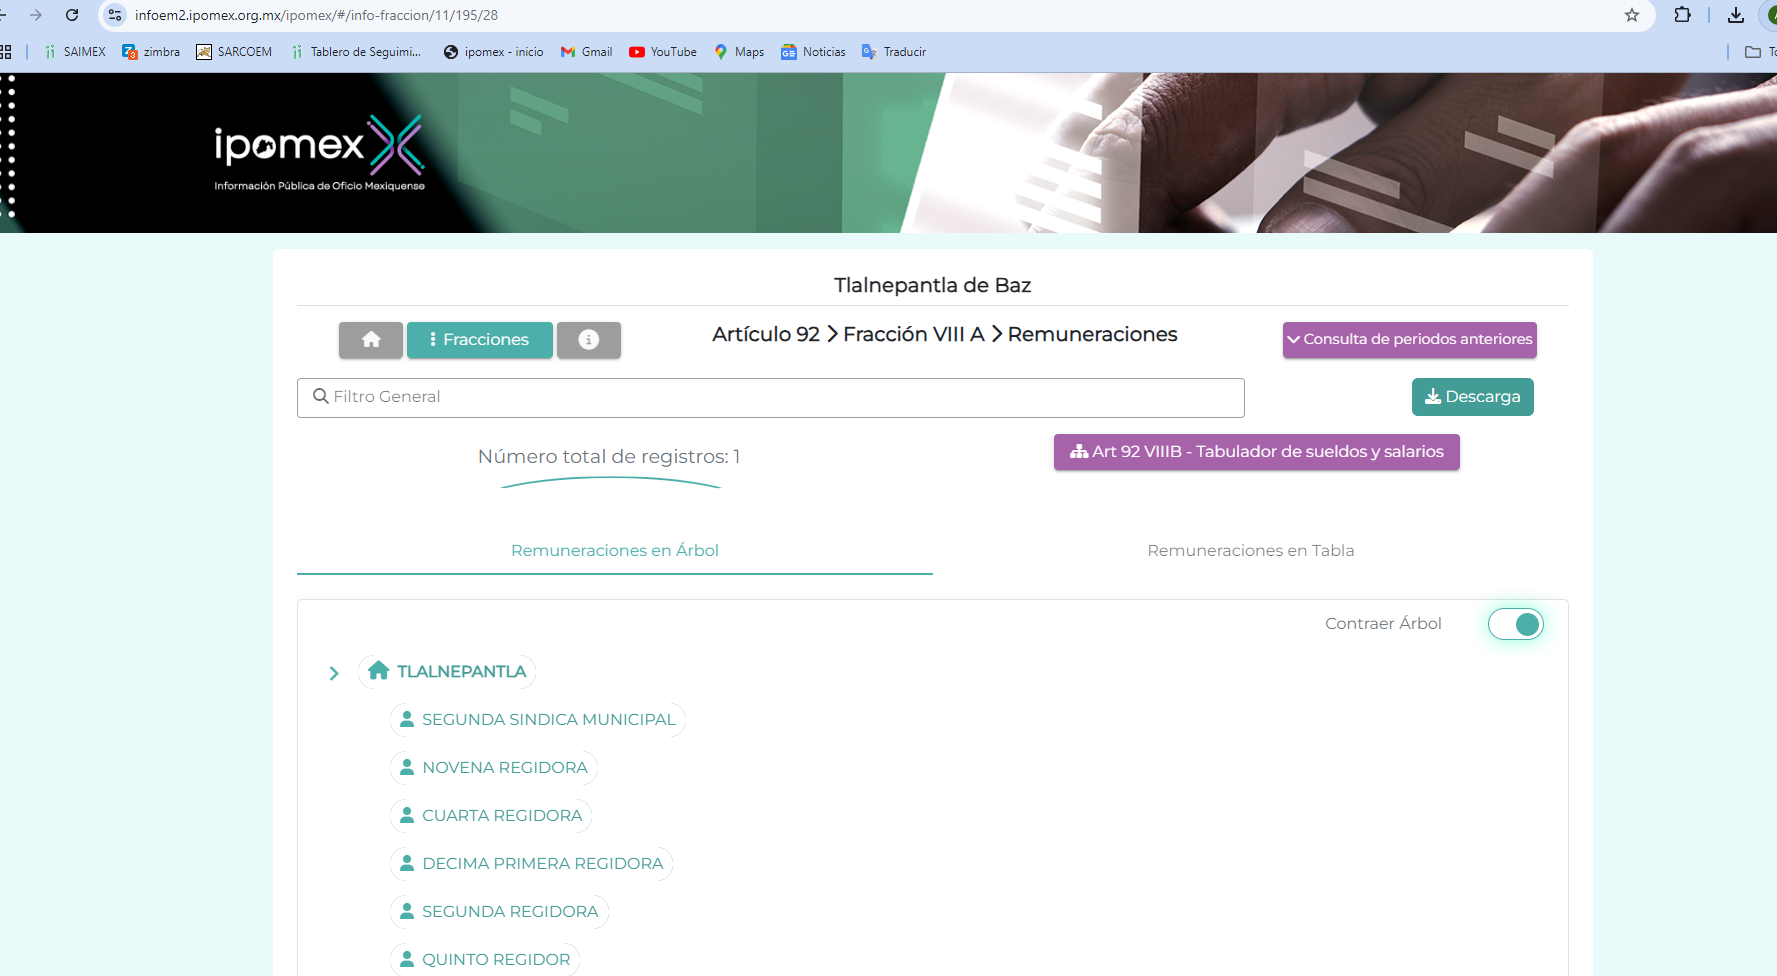 infoem2.ipomex.org.mx/ipomex/#/info-fraccion/11/195/28
SAIMEX zimbra SARCOEM Tablero de Seguimi... ipomex - inicio Gmail YouTube Maps Noticias Traducir
ipomex
Información Pública de Oficio Mexiquense
Tlalnepantla de Baz
Fracciones
Artículo 92 > Fracción VIII A > Remuneraciones
Consulta de periodos anteriores
Filtro General
Descarga
Número total de registros: 1
Art 92 VIIIB - Tabulador de sueldos y salarios
Remuneraciones en Árbol
Remuneraciones en Tabla
Contraer Árbol
TLALNEPANTLA
SEGUNDA SINDICA MUNICIPAL
NOVENA REGIDORA
CUARTA REGIDORA
DECIMA PRIMERA REGIDORA
SEGUNDA REGIDORA
QUINTO REGIDOR